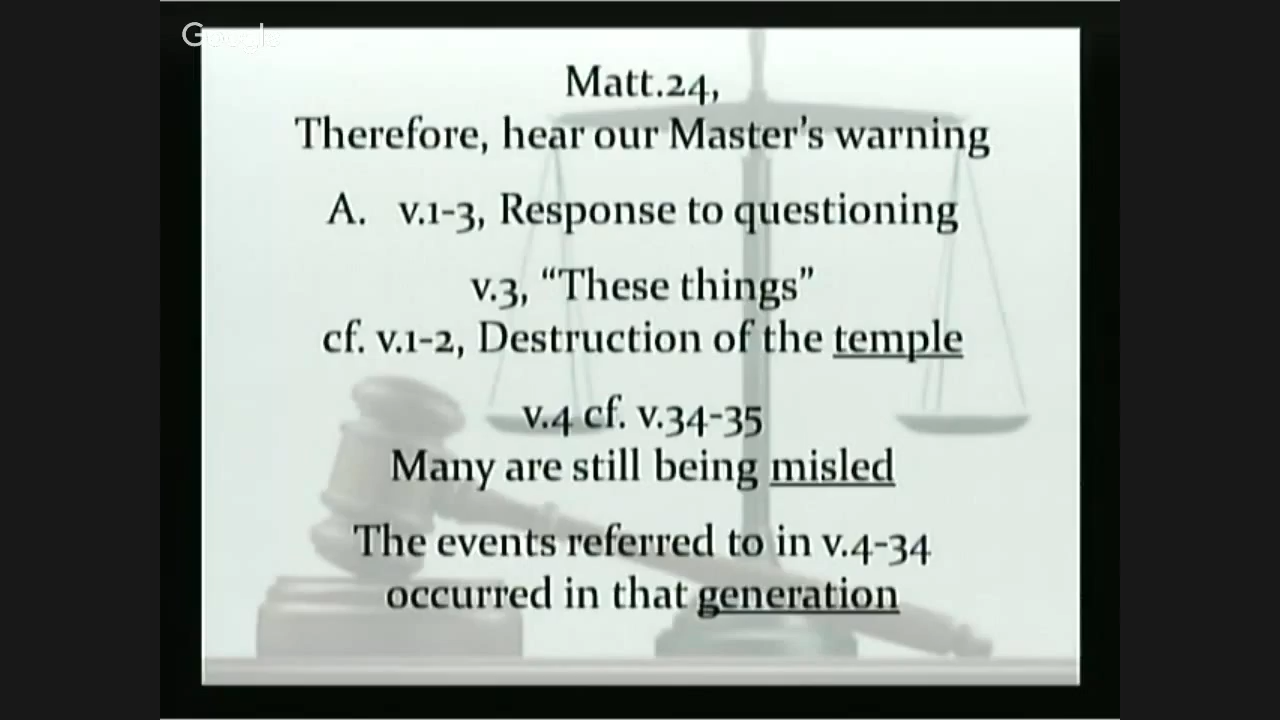 Google
Matt.24,
Therefore, hear our Master's warning
A. v.1-3, Response to questioning
v.3, “These things”
cf. v.1-2, Destruction of the temple
v.4 cf. v.34-35
Many are still being misled
The events referred to in v.4-34
occurred in that generation